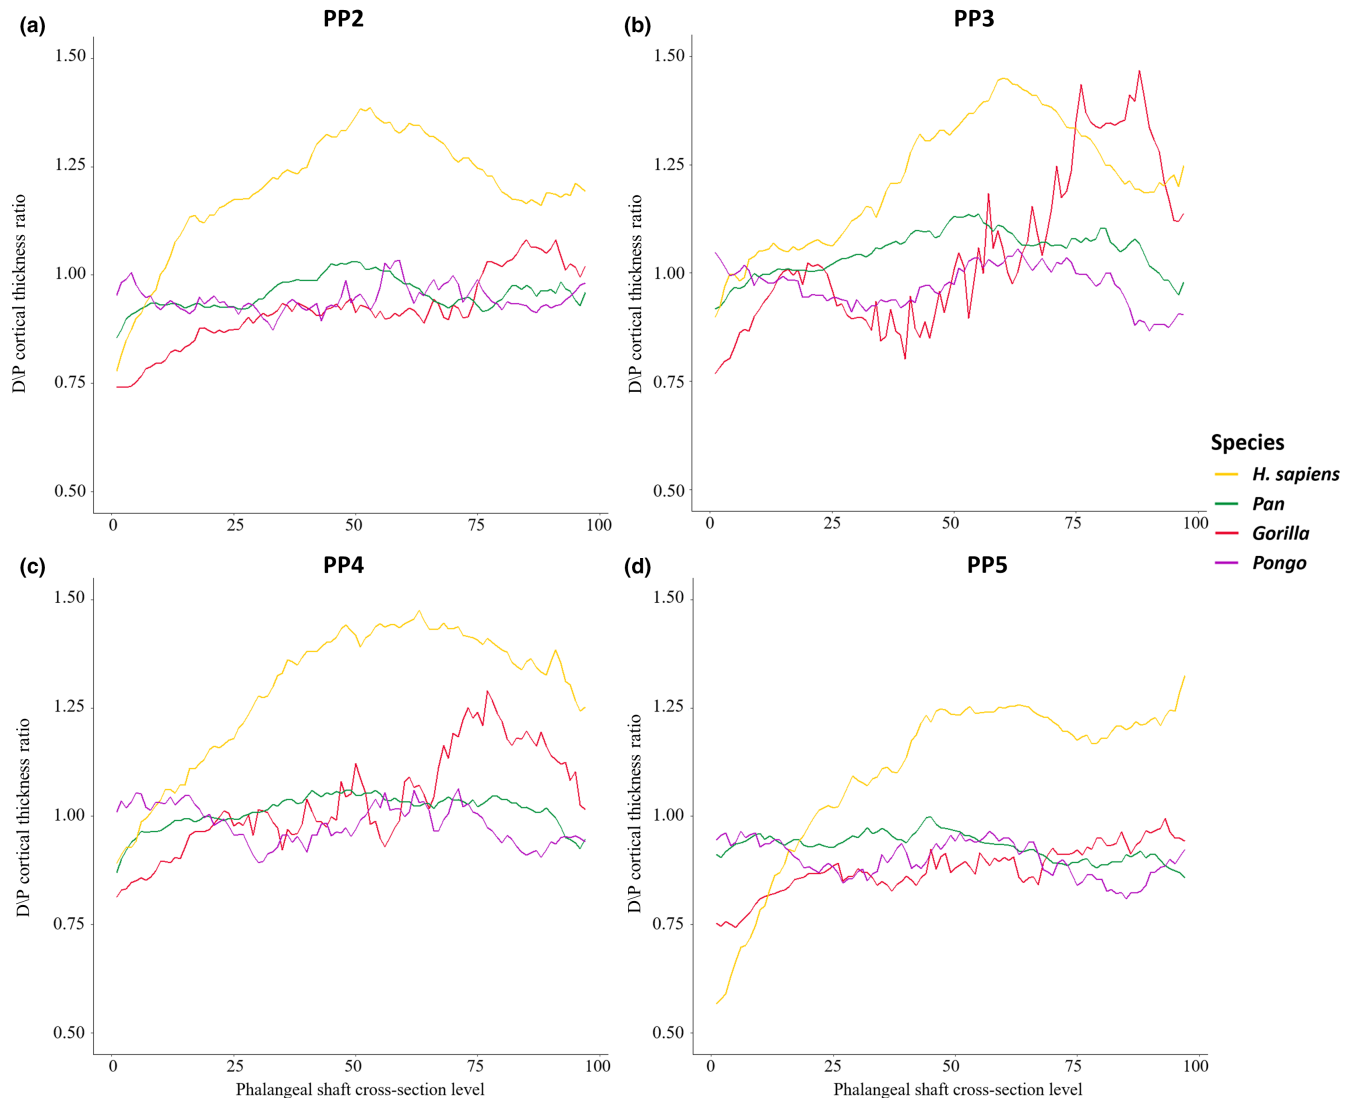 (a)
PP2
1.50
1.25
1.00
0.75
0.50
D\P cortical thickness ratio
0
25
50
75
100
(b)
PP3
1.50
1.25
1.00
0.75
0.50
D\P cortical thickness ratio
0
25
50
75
100
Species
H. sapiens
Pan
Gorilla
Pongo
(c)
PP4
1.50
1.25
1.00
0.75
0.50
D\P cortical thickness ratio
0
25
50
75
100
Phalangeal shaft cross-section level
(d)
PP5
1.50
1.25
1.00
0.75
0.50
D\P cortical thickness ratio
0
25
50
75
100
Phalangeal shaft cross-section level